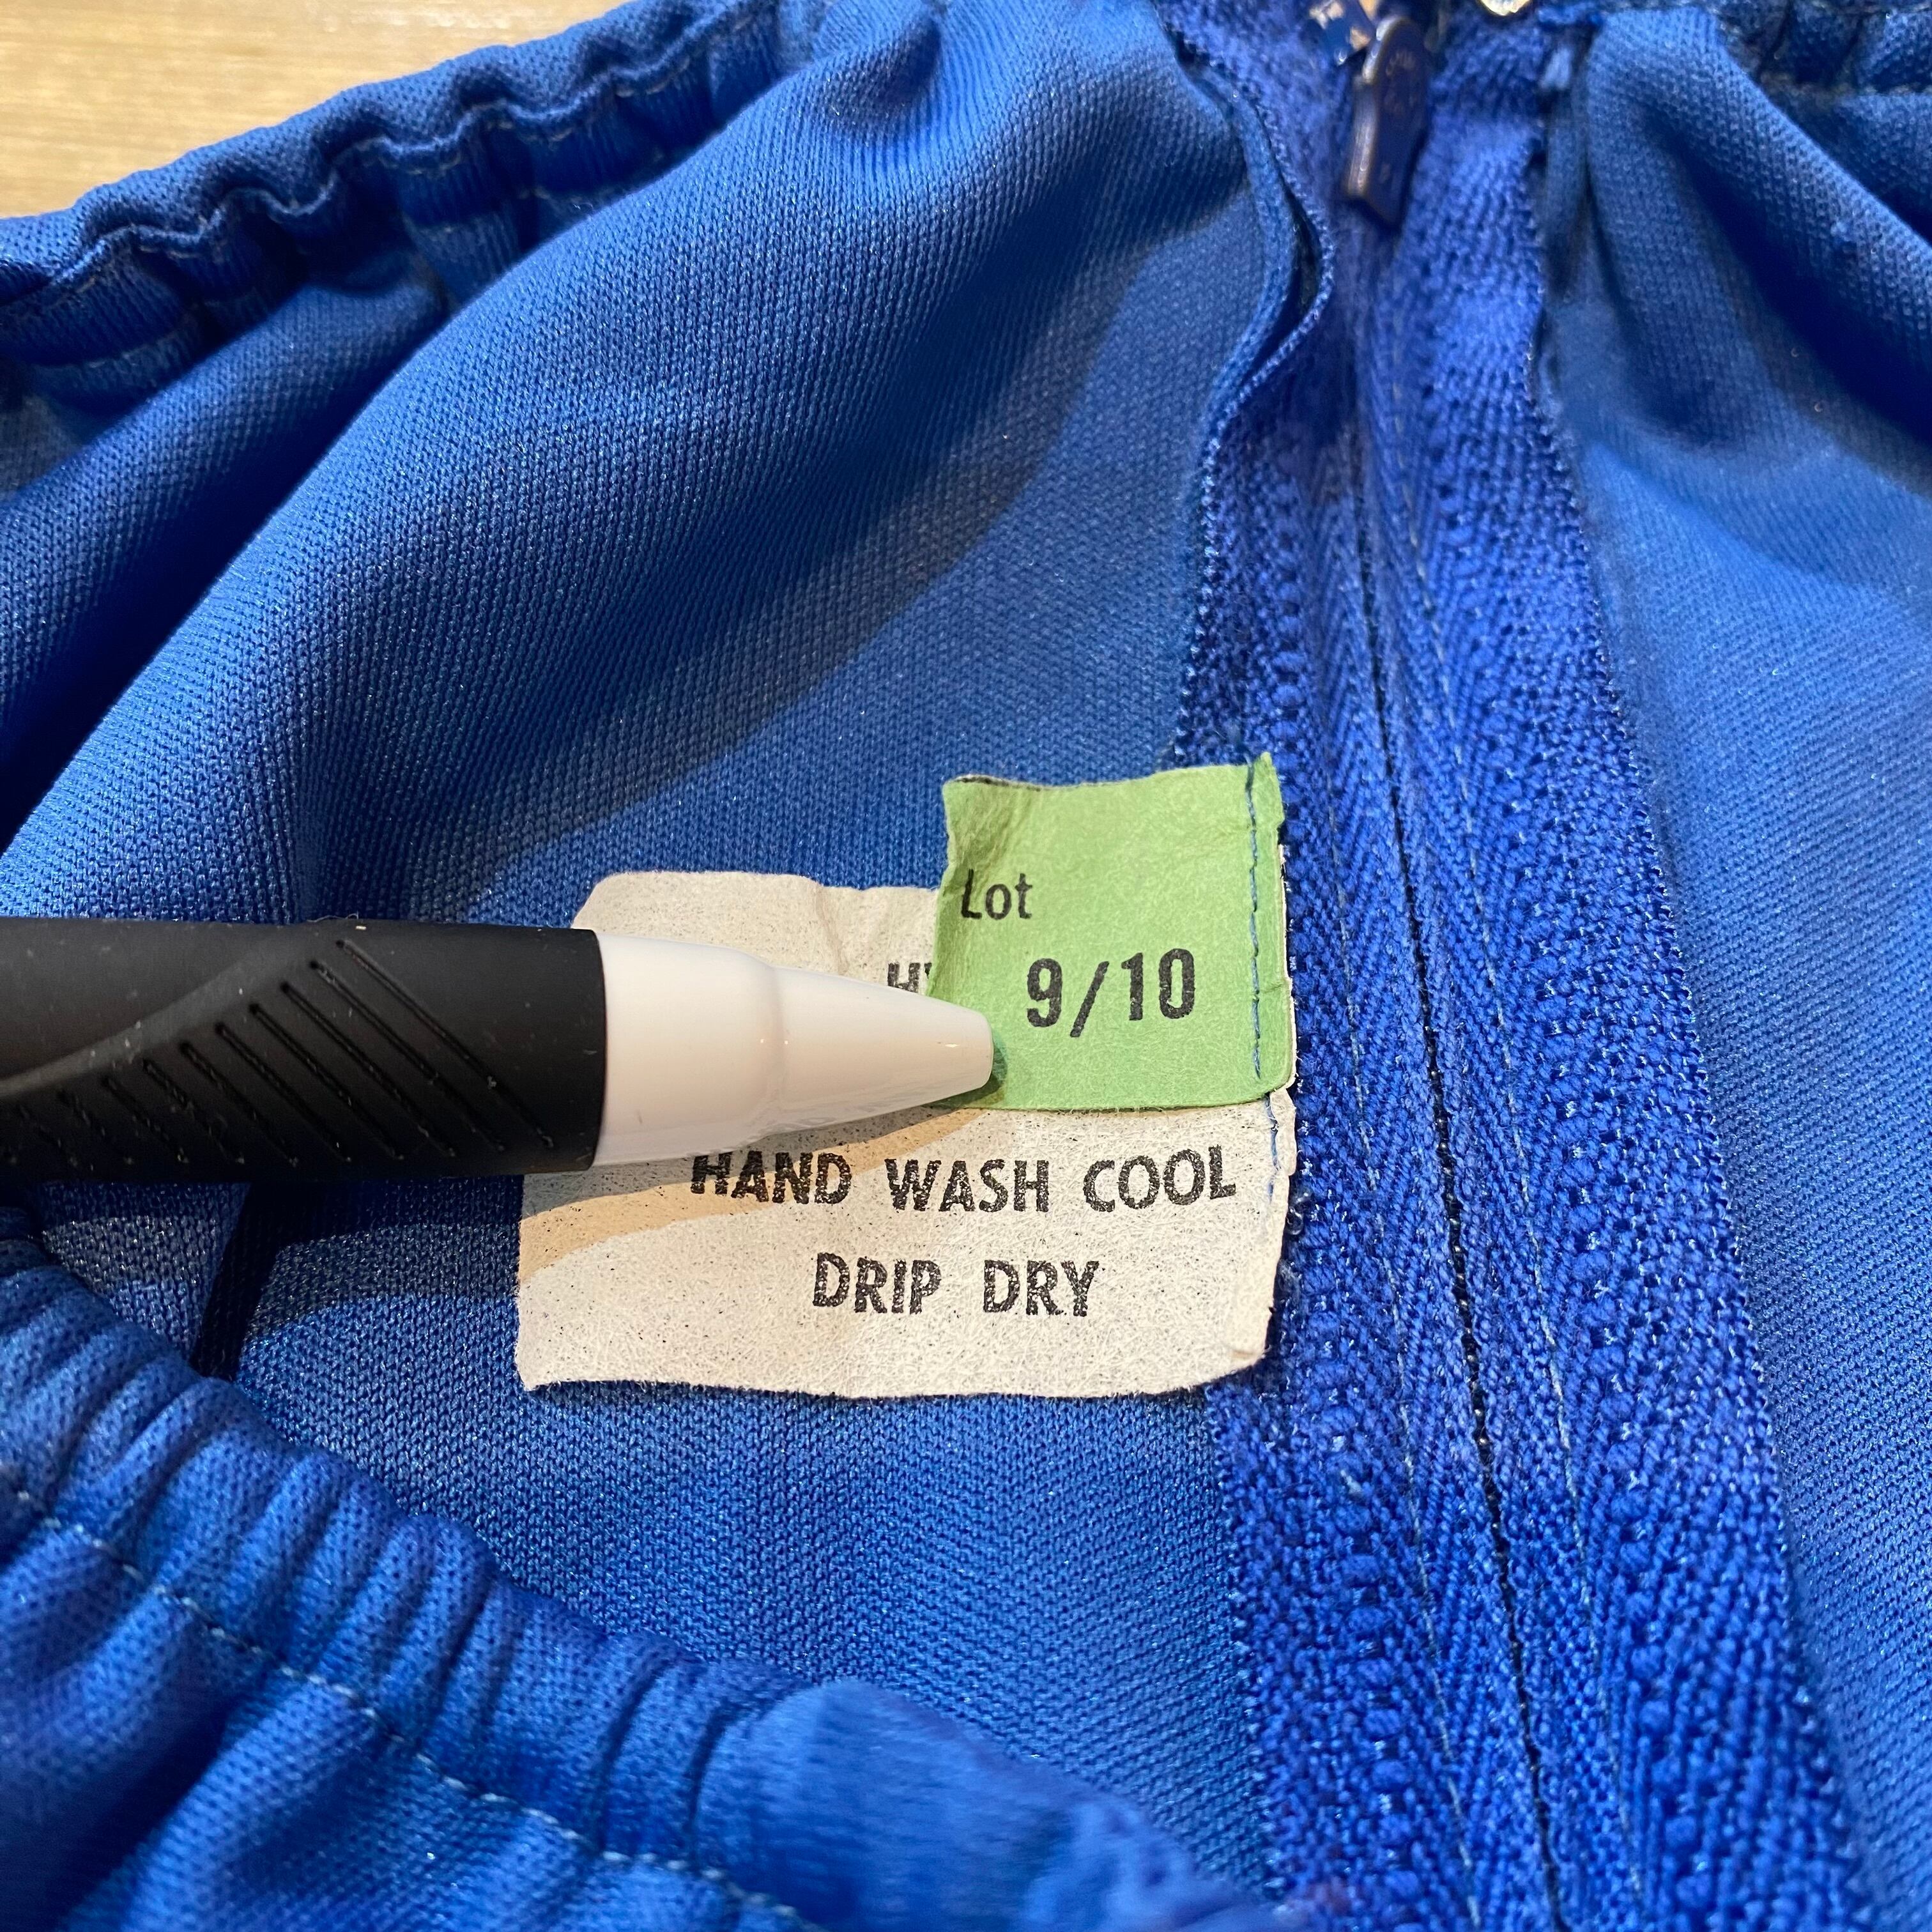 Lot
9/10
HAND WASH COOL
DRIP DRY